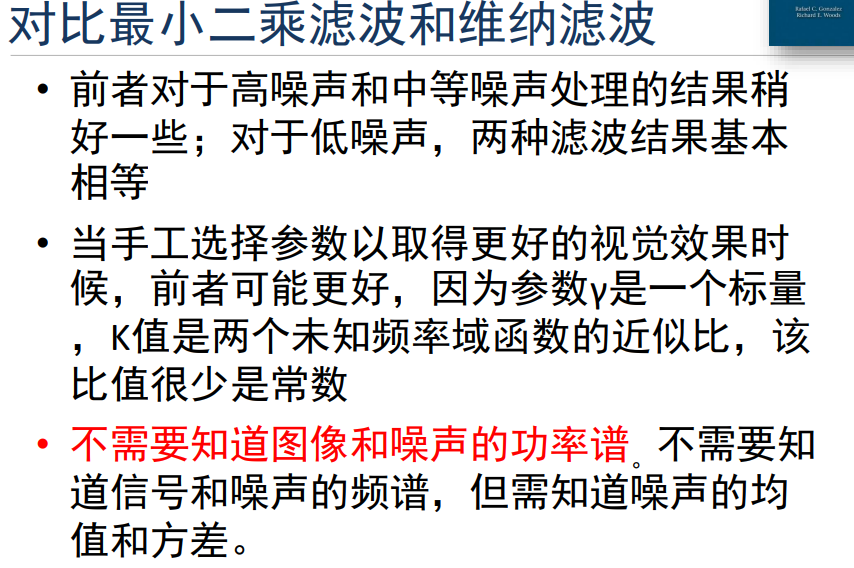 对比最小二乘滤波和维纳滤波
Rafael C. Gonzalez
Richard E. Woods
• 前者对于高噪声和中等噪声处理的结果稍
好一些；对于低噪声，两种滤波结果基本
相等
• 当手工选择参数以取得更好的视觉效果时
候，前者可能更好，因为参数γ是一个标量
，K值是两个未知频率域函数的近似比，该
比值很少是常数
• 不需要知道图像和噪声的功率谱。不需要知
道信号和噪声的频谱，但需知道噪声的均
值和方差。